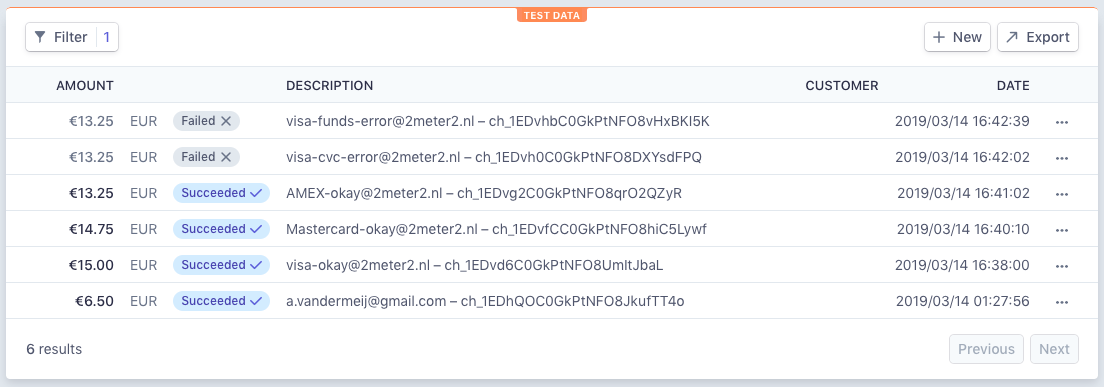 TEST DATA
Filter 1 New Export
AMOUNT DESCRIPTION CUSTOMER DATE
€13.25 EUR Failed visa-funds-error@2meter2.nl – ch_1EDvhbC0GkPtNFO8vHxBKI5K 2019/03/14 16:42:39
€13.25 EUR Failed visa-cvc-error@2meter2.nl – ch_1EDvh0C0GkPtNFO8DXYsdFPQ 2019/03/14 16:42:02
€13.25 EUR Succeeded AMEX-okay@2meter2.nl – ch_1EDvg2C0GkPtNFO8qrO2QZyR 2019/03/14 16:41:02
€14.75 EUR Succeeded Mastercard-okay@2meter2.nl – ch_1EDvfCC0GkPtNFO8hiC5Lywf 2019/03/14 16:40:10
€15.00 EUR Succeeded visa-okay@2meter2.nl – ch_1EDvd6C0GkPtNFO8UmltJbaL 2019/03/14 16:38:00
€6.50 EUR Succeeded a.vandermeij@gmail.com – ch_1EDhQOC0GkPtNFO8JkufTT4o 2019/03/14 01:27:56
6 results Previous Next